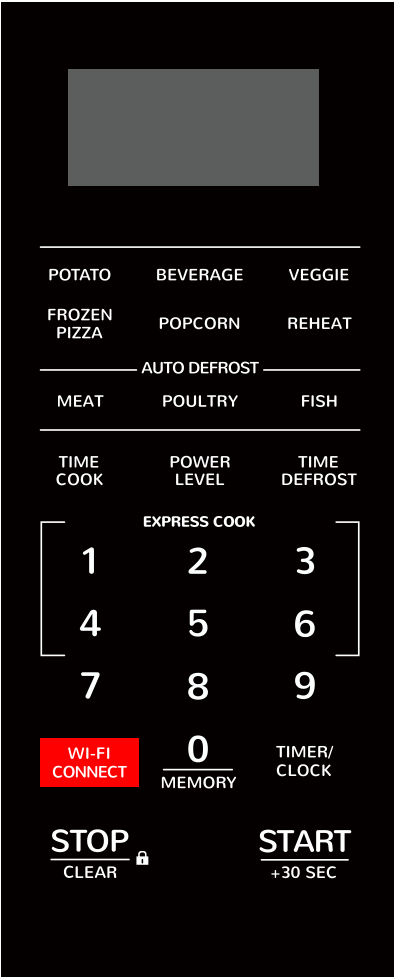 POTATO BEVERAGE VEGGIE
FROZEN PIZZA POPCORN REHEAT
AUTO DEFROST
MEAT POULTRY FISH
TIME COOK POWER LEVEL TIME DEFROST
EXPRESS COOK
1 2 3
4 5 6
7 8 9
WI-FI CONNECT 0 MEMORY TIMER/ CLOCK
STOP START
CLEAR +30 SEC